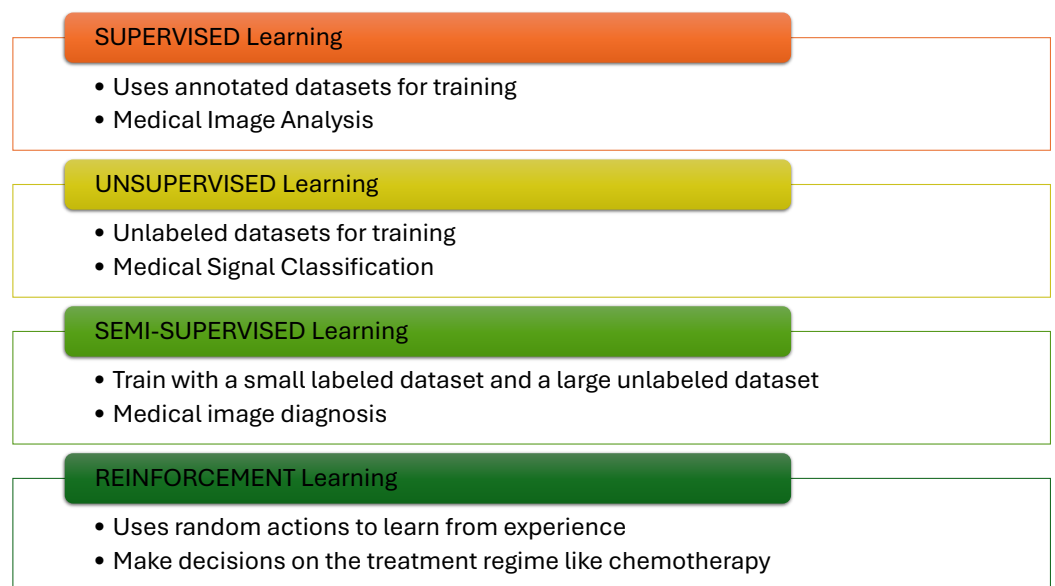 SUPERVISED Learning
• Uses annotated datasets for training
• Medical Image Analysis
UNSUPERVISED Learning
• Unlabeled datasets for training
• Medical Signal Classification
SEMI-SUPERVISED Learning
• Train with a small labeled dataset and a large unlabeled dataset
• Medical image diagnosis
REINFORCEMENT Learning
• Uses random actions to learn from experience
• Make decisions on the treatment regime like chemotherapy